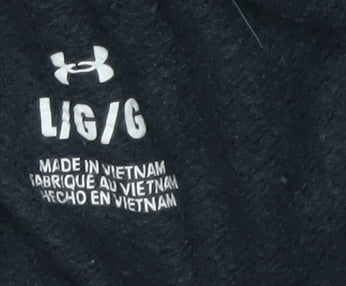 L/G/G
MADE IN VIETNAM
FABRIQUÉ AU VIETNAM
HECHO EN VIETNAM